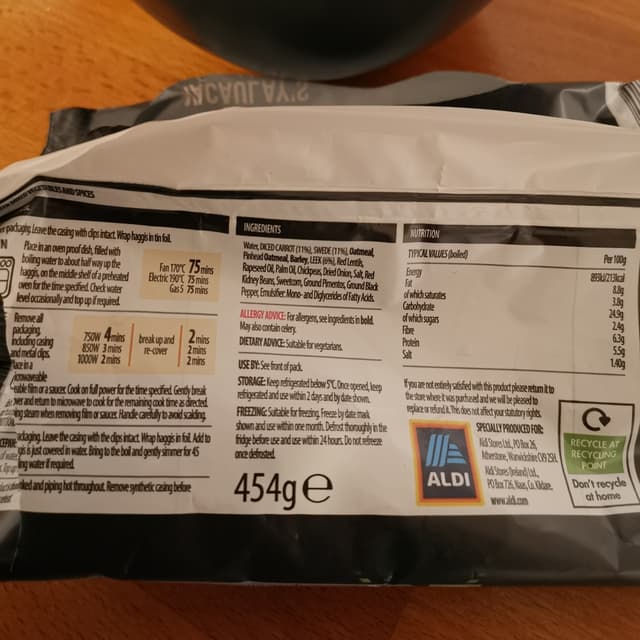 MACAULAY'S
VEGETABLES AND SPICES
packaging. Leave the casing with clips intact. Wrap haggis in tin foil.
Place in an oven proof dish, filled with
boiling water to about half way up the
haggis, on the middle shelf of a preheated
oven for the time specified. Check water
level occasionally and top up if required.
Fan 170°C 75 mins
Electric 190°C 75 mins
Gas 5 75 mins
Remove all
packaging,
including casing
and metal clips.
Place in a
microwaveable
750W 4 mins
850W 3 mins
1000W 2 mins
break up and
re-cover
2 mins
2 mins
2 mins
film or a saucer. Cook on full power for the time specified. Gently break
over and return to microwave to cook for the remaining cook time as directed.
steam when removing film or saucer. Handle carefully to avoid scalding.
packaging. Leave the casing with the clips intact. Wrap haggis in foil. Add to
is just covered in water. Bring to the boil and gently simmer for 45
water if required.
and piping hot throughout. Remove synthetic casing before
INGREDIENTS
Water, DICED CARROT (11%), SWEDE (11%), Oatmeal,
Pinhead Oatmeal, Barley, LEEK (6%), Red Lentils,
Rapeseed Oil, Palm Oil, Chickpeas, Dried Onion, Salt, Red
Kidney Beans, Sweetcorn, Ground Pimentos, Ground Black
Pepper, Emulsifier: Mono- and Diglycerides of Fatty Acids.
ALLERGY ADVICE: For allergens, see ingredients in bold.
May also contain celery.
DIETARY ADVICE: Suitable for vegetarians.
USE BY: See front of pack.
STORAGE: Keep refrigerated below 5°C. Once opened, keep
refrigerated and use within 2 days and by date shown.
FREEZING: Suitable for freezing. Freeze by date mark
shown and use within one month. Defrost thoroughly in the
fridge before use and use within 24 hours. Do not refreeze
once defrosted.
454g e
NUTRITION
TYPICAL VALUES (boiled) Per 100g
Energy 893kJ/213kcal
Fat 8.8g
of which saturates 3.8g
Carbohydrate 24.9g
of which sugars 2.4g
Fibre 6.3g
Protein 5.5g
Salt 1.40g
If you are not entirely satisfied with this product please return it to
the store where it was purchased and we will be pleased to
replace or refund it. This does not affect your statutory rights.
ALDI
SPECIALLY PRODUCED FOR:
Aldi Stores Ltd., PO Box 26,
Atherstone, Warwickshire CV9 2SH.
Aldi Stores (Ireland) Ltd.,
PO Box 726, Naas, Co. Kildare.
www.aldi.com
RECYCLE AT
RECYCLING
POINT
Don't recycle
at home